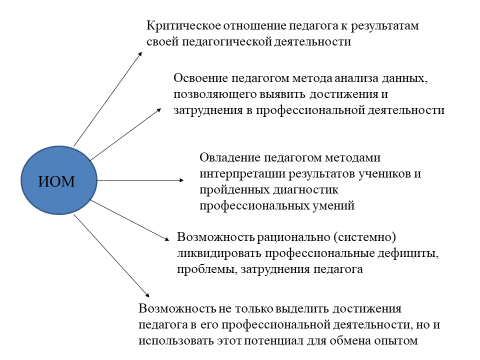 Критическое отношение педагога к результатам
своей педагогической деятельности
Освоение педагогом метода анализа данных,
позволяющего выявить достижения и
затруднения в профессиональной деятельности
ИОМ
Овладение педагогом методами
интерпретации результатов учеников и
пройденных диагностик
профессиональных умений
Возможность рационально (системно)
ликвидировать профессиональные дефициты,
проблемы, затруднения педагога
Возможность не только выделить достижения
педагога в его профессиональной деятельности, но и
использовать этот потенциал для обмена опытом